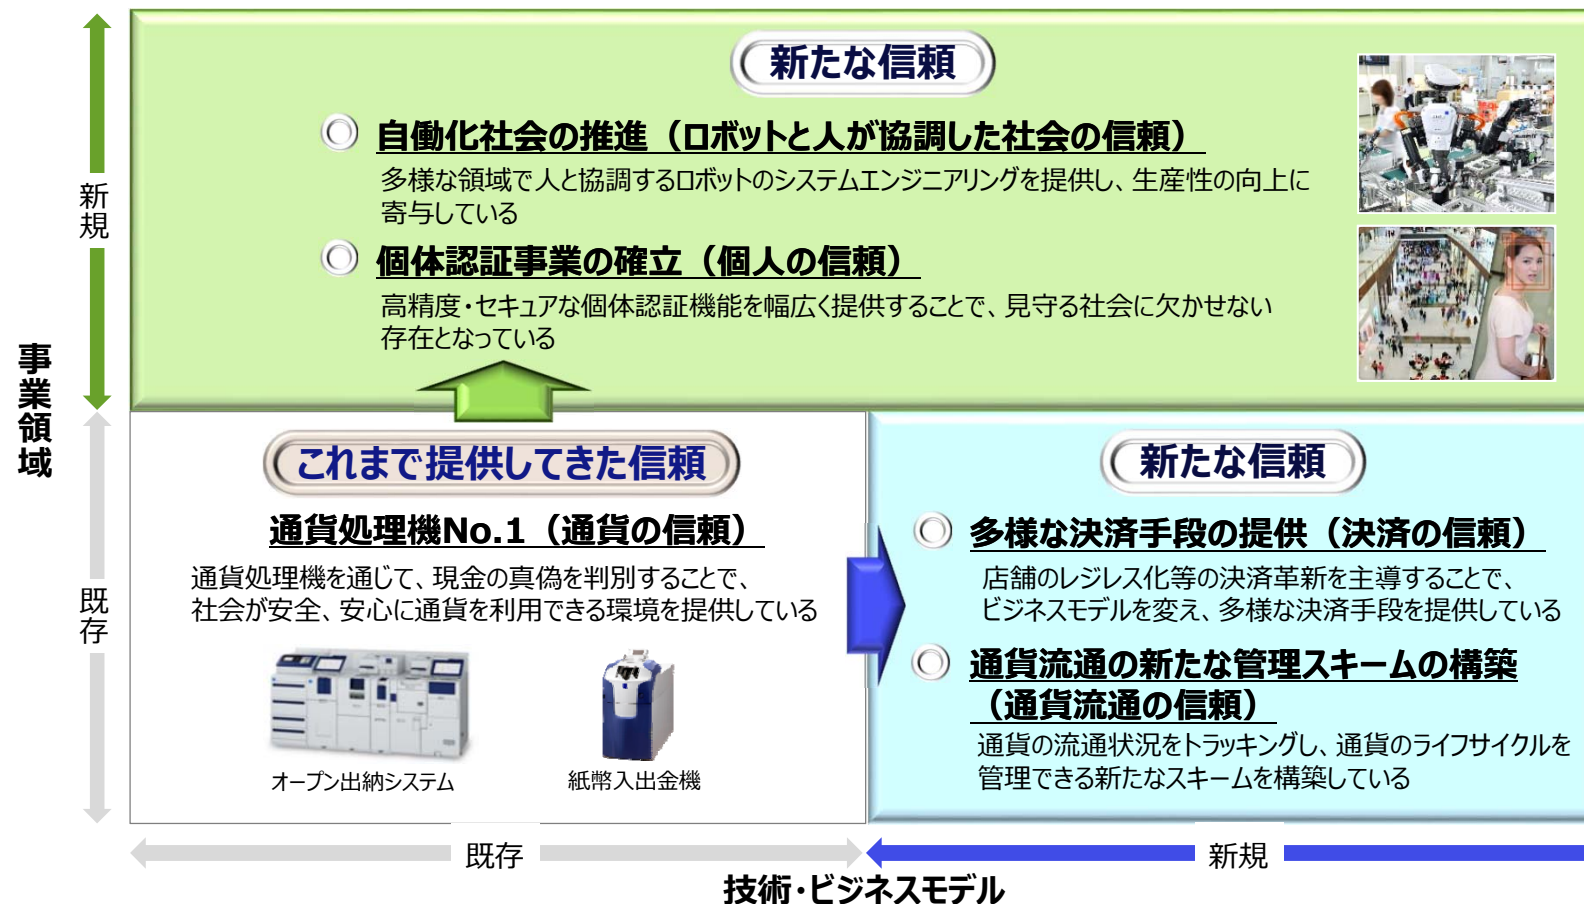 新たな信頼
自働化社会の推進（ロボットと人が協調した社会の信頼）
多様な領域で人と協調するロボットのシステムエンジニアリングを提供し、生産性の向上に
寄与している
個体認証事業の確立（個人の信頼）
高精度・セキュアな個体認証機能を幅広く提供することで、見守る社会に欠かせない
存在となっている
新規
事業領域
既存
これまで提供してきた信頼
通貨処理機No.1（通貨の信頼）
通貨処理機を通じて、現金の真偽を判別することで、
社会が安全、安心に通貨を利用できる環境を提供している
オープン出納システム
紙幣入出金機
新たな信頼
多様な決済手段の提供（決済の信頼）
店舗のレジレス化等の決済革新を主導することで、
ビジネスモデルを変え、多様な決済手段を提供している
通貨流通の新たな管理スキームの構築
（通貨流通の信頼）
通貨の流通状況をトラッキングし、通貨のライフサイクルを
管理できる新たなスキームを構築している
既存
新規
技術・ビジネスモデル